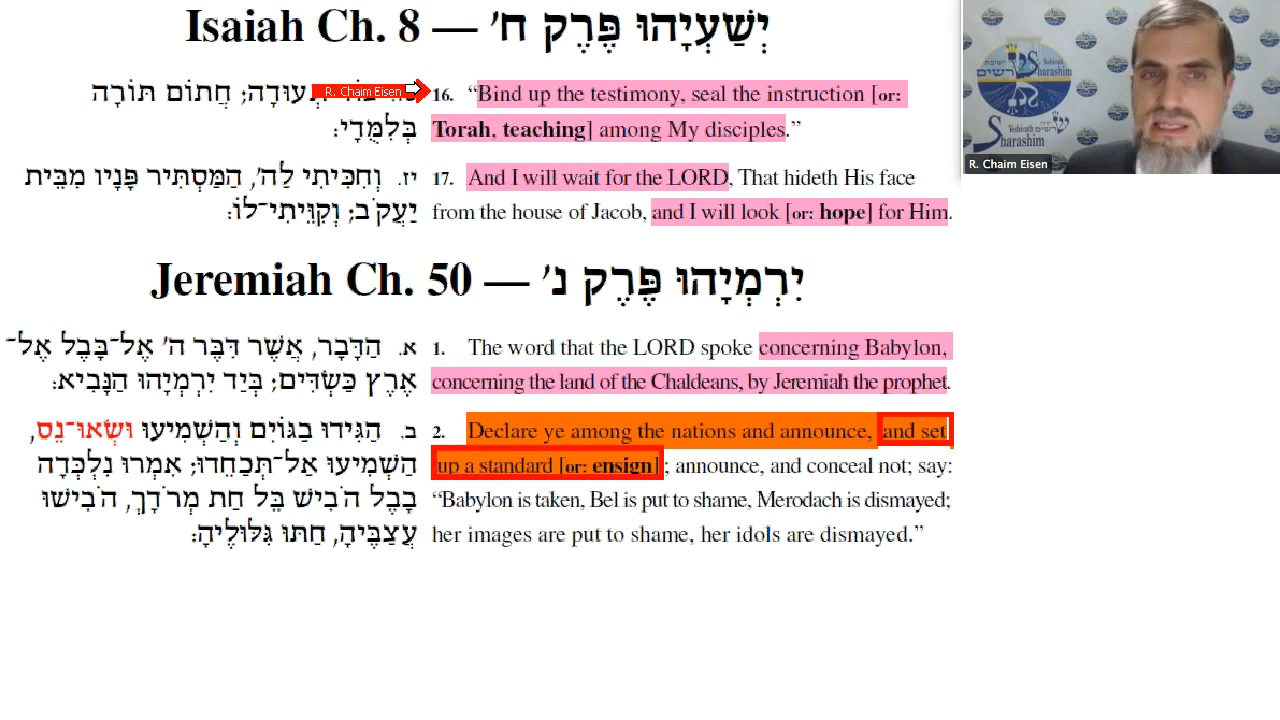 Isaiah Ch. 8 — יְשַׁעְיָהוּ פֶּרֶק ח׳
חֲתוֹם תּוֹרָה
בְּלִמֻּדָי:
R. Chaim Eisen
16. “Bind up the testimony, seal the instruction [or:
Torah, teaching] among My disciples.”
יז. וְחִכִּיתִי לַה׳, הַמַּסְתִּיר פָּנָיו מִבֵּית
יַעֲקֹב; וְקִוֵּיתִי־לוֹ:
17. And I will wait for the LORD, That hideth His face
from the house of Jacob, and I will look [or: hope] for Him.
Jeremiah Ch. 50 — יִרְמְיָהוּ פֶּרֶק נ׳
א. הַדָּבָר, אֲשֶׁר דִּבֶּר ה׳ אֶל־בָּבֶל אֶל־
אֶרֶץ כַּשְׂדִּים; בְּיַד יִרְמְיָהוּ הַנָּבִיא:
1. The word that the LORD spoke concerning Babylon,
concerning the land of the Chaldeans, by Jeremiah the prophet.
ב. הַגִּידוּ בַגּוֹיִם וְהַשְׁמִיעוּ וּשְׂאוּ־נֵס,
הַשְׁמִיעוּ אַל־תְּכַחֵדוּ; אִמְרוּ נִלְכְּדָה
בָבֶל הֹבִישׁ בֵּל חַת מְרֹדָךְ, הֹבִישׁוּ
עֲצַבֶּיהָ, חַתּוּ גִּלּוּלֶיהָ:
2. Declare ye among the nations and announce, and set
up a standard [or: ensign]; announce, and conceal not; say:
“Babylon is taken, Bel is put to shame, Merodach is dismayed;
her images are put to shame, her idols are dismayed.”
Yeshivath
Sharashim
שרשים
Yeshivath שרשים
Sharashim
R. Chaim Eisen